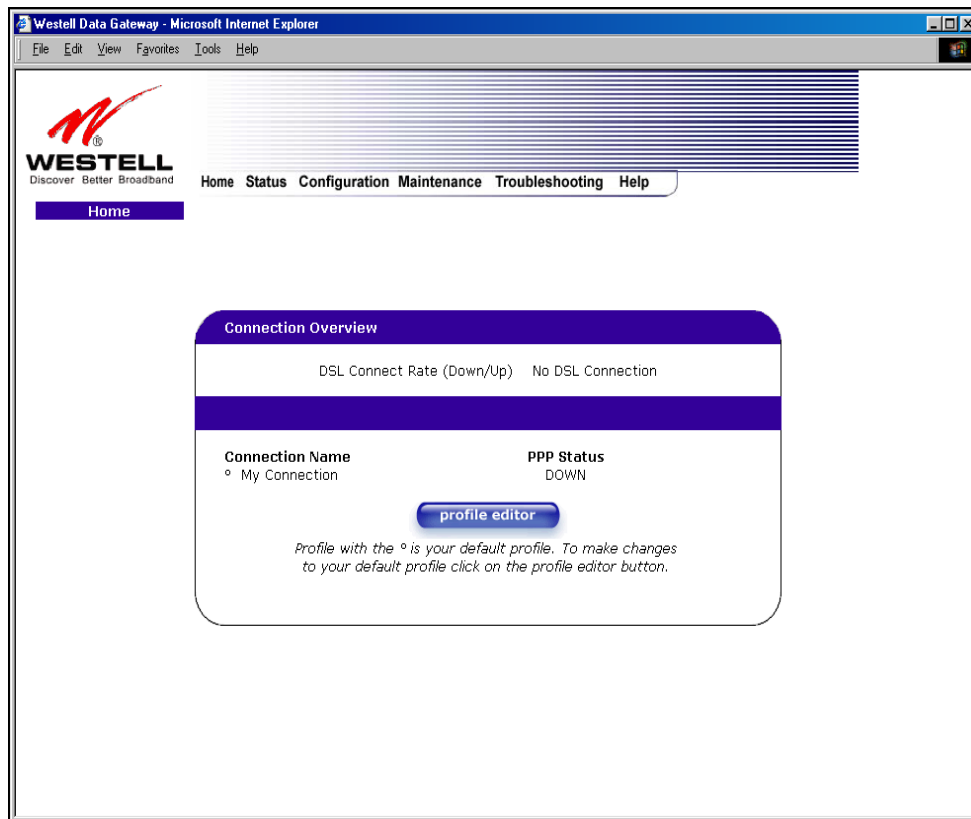 Westell Data Gateway - Microsoft Internet Explorer
File Edit View Favorites Tools Help
®
WESTELL
Discover Better Broadband
Home Status Configuration Maintenance Troubleshooting Help
Home
Connection Overview
DSL Connect Rate (Down/Up) No DSL Connection
Connection Name PPP Status
º My Connection DOWN
profile editor
Profile with the º is your default profile. To make changes
to your default profile click on the profile editor button.